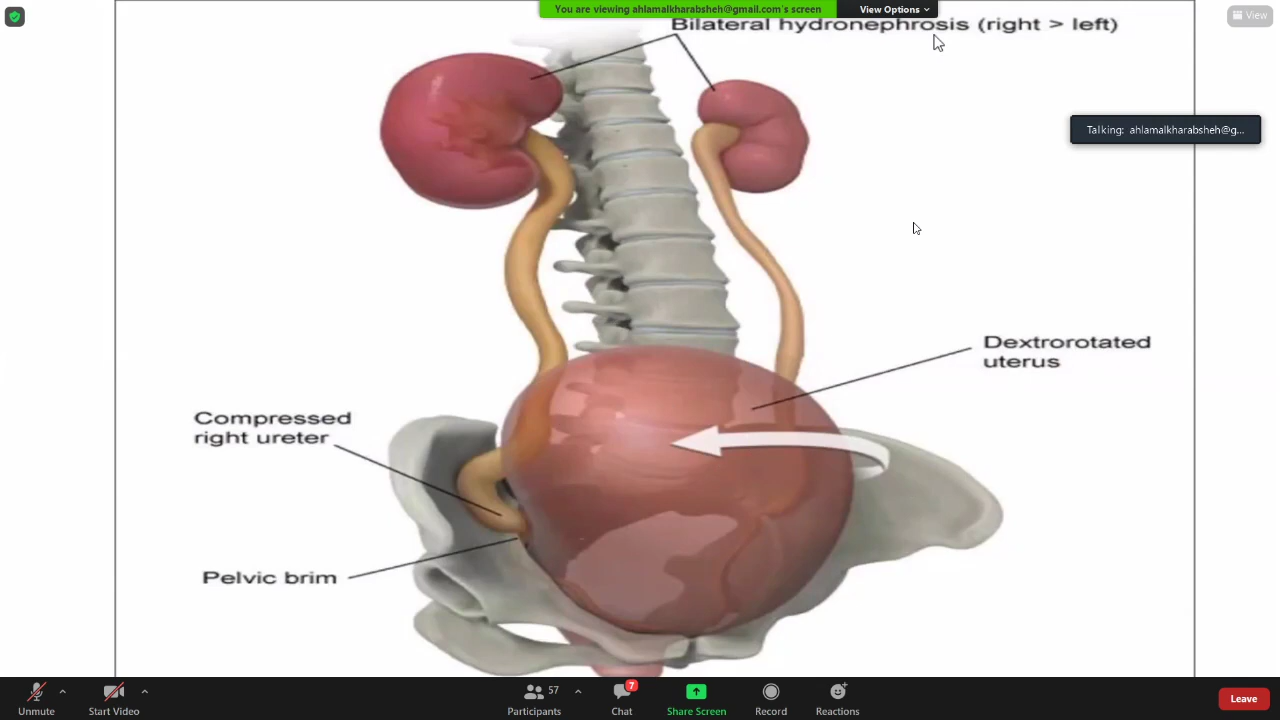 You are viewing ahlamalkharabsheh@gmail.com's screen
View Options
View
Bilateral hydronephrosis (right > left)
Talking: ahlamalkharabsheh@g...
Dextrorotated
uterus
Compressed
right ureter
Pelvic brim
Unmute
Start Video
57
Participants
7
Chat
Share Screen
Record
Reactions
Leave